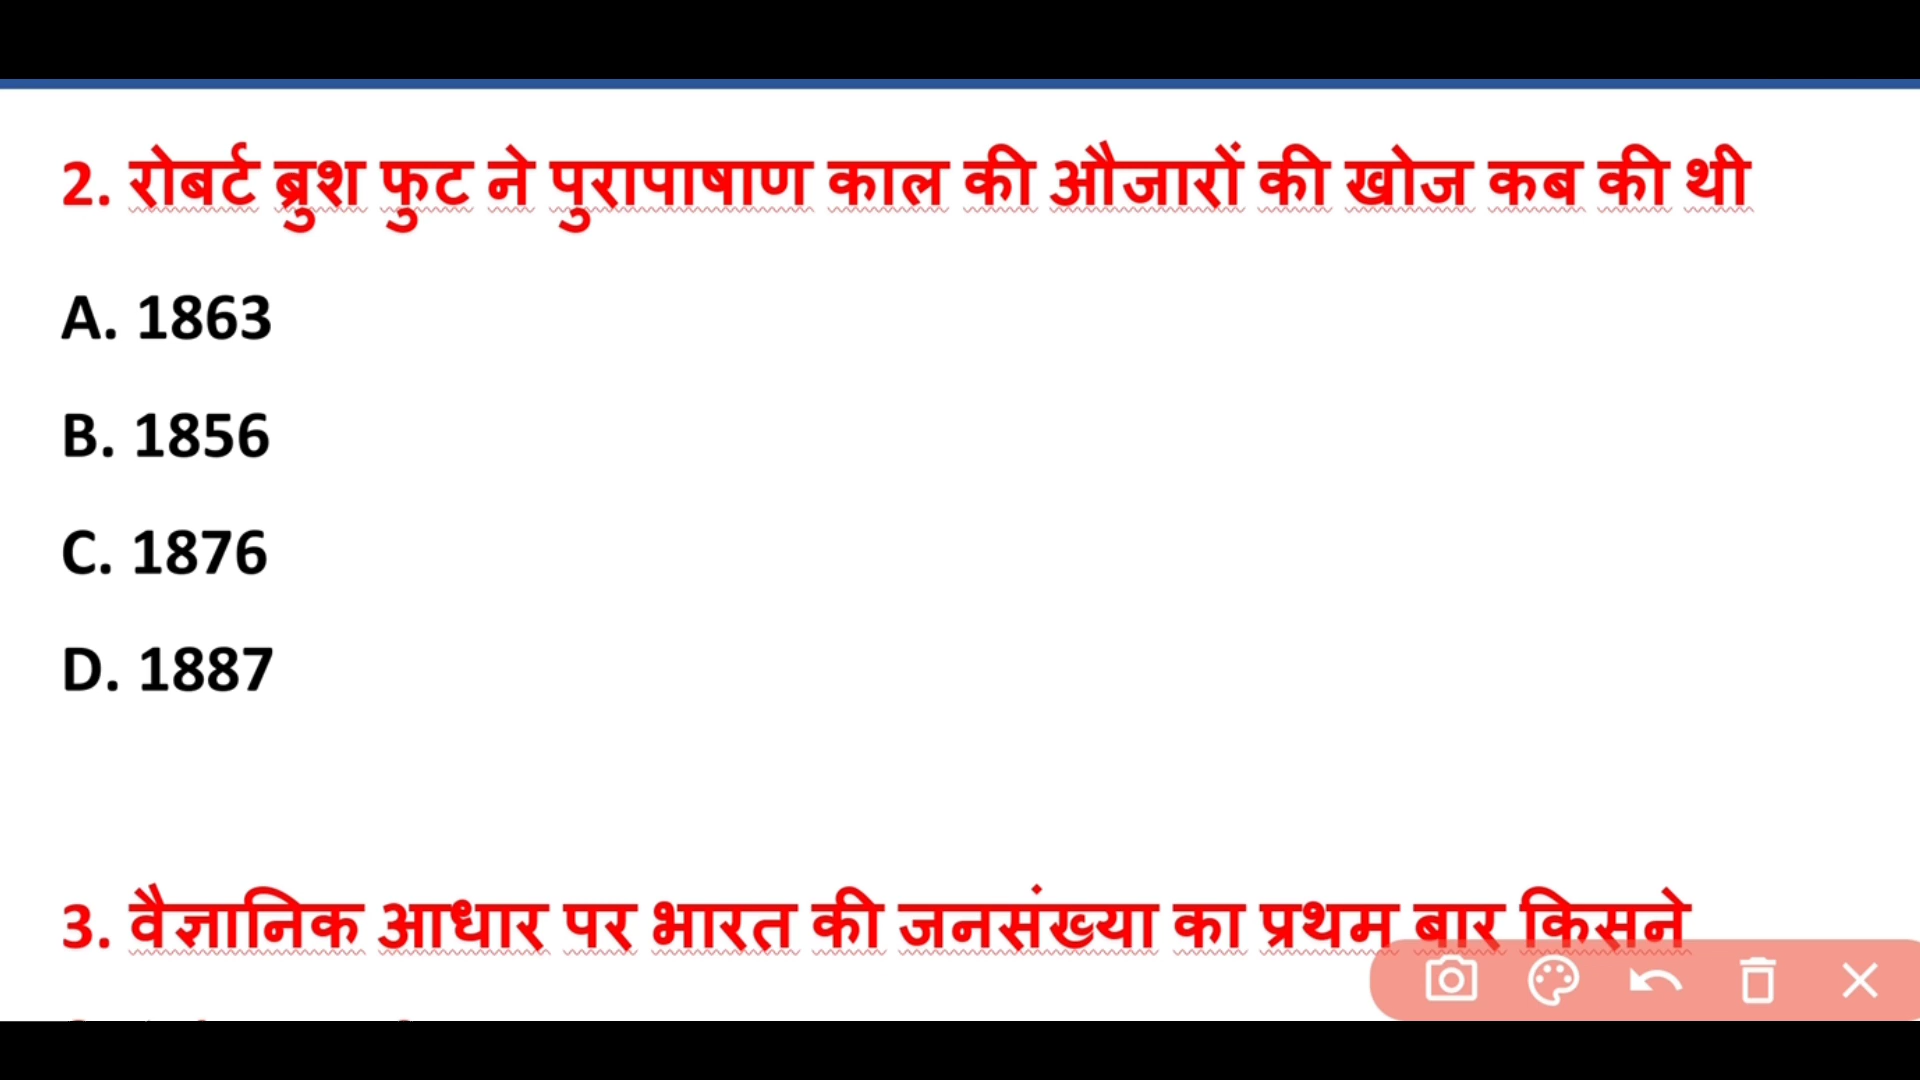 2. रोबर्ट ब्रुश फुट ने पुरापाषाण काल की औजारों की खोज कब की थी
A. 1863
B. 1856
C. 1876
D. 1887
3. वैज्ञानिक आधार पर भारत की जनसंख्या का प्रथम बार किसने